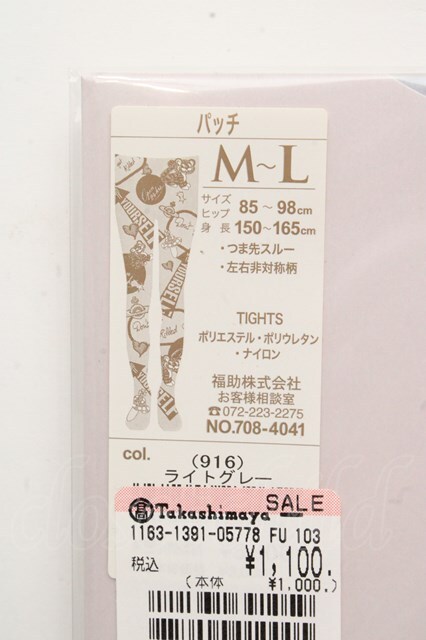 パッチ
M~L
サイズ
ヒップ 85~98cm
身長 150~165cm
・つま先スルー
・左右非対称柄
TIGHTS
ポリエステル・ポリウレタン
・ナイロン
福助株式会社
お客様相談室
☎072-223-2275
NO.708-4041
col.
(916)
ライトグレー
YOURSELF
YOURSELF
髙 Takashimaya SALE
1163-1391-05778 FU 103
税込 ¥1,100.
(本体 ¥1,000.)